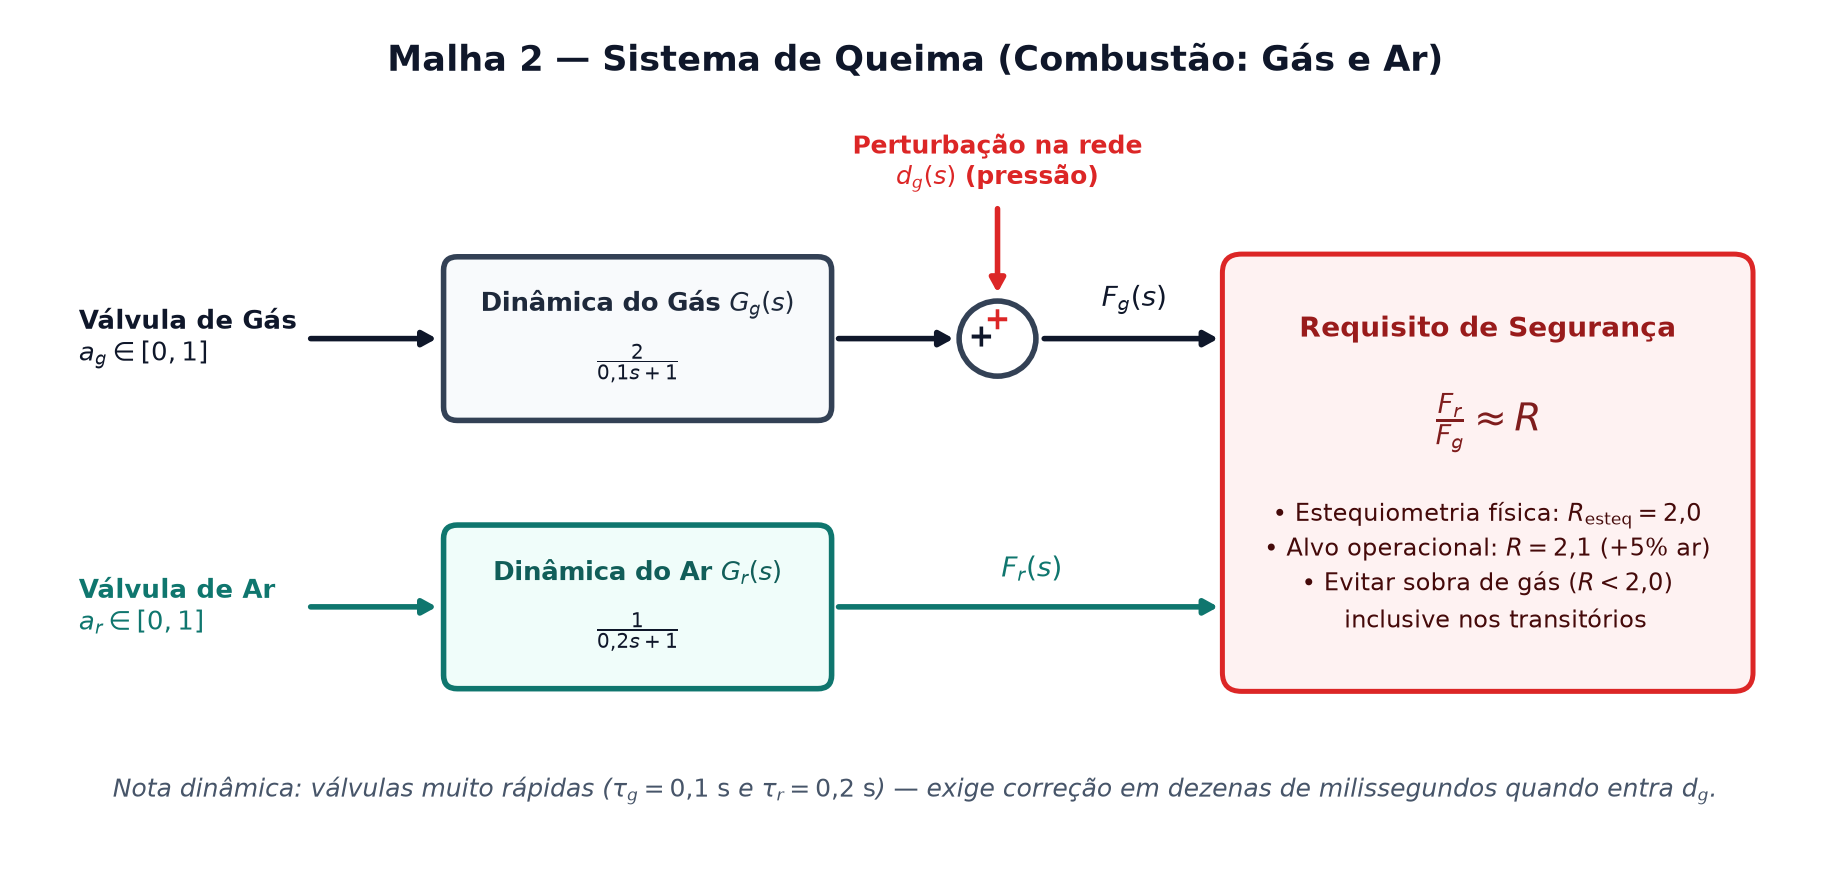 Malha 2 — Sistema de Queima (Combustão: Gás e Ar)
Perturbação na rede
d_g(s) (pressão)
Válvula de Gás
a_g ∈ [0, 1]
Dinâmica do Gás G_g(s)
2
0,1s + 1
+
+
F_g(s)
Válvula de Ar
a_r ∈ [0, 1]
Dinâmica do Ar G_r(s)
1
0,2s + 1
F_r(s)
Requisito de Segurança
F_r / F_g ≈ R
• Estequiometria física: R_esteq = 2,0
• Alvo operacional: R = 2,1 (+5% ar)
• Evitar sobra de gás (R < 2,0)
inclusive nos transitórios
Nota dinâmica: válvulas muito rápidas (τ_g = 0,1 s e τ_r = 0,2 s) — exige correção em dezenas de milissegundos quando entra d_g.